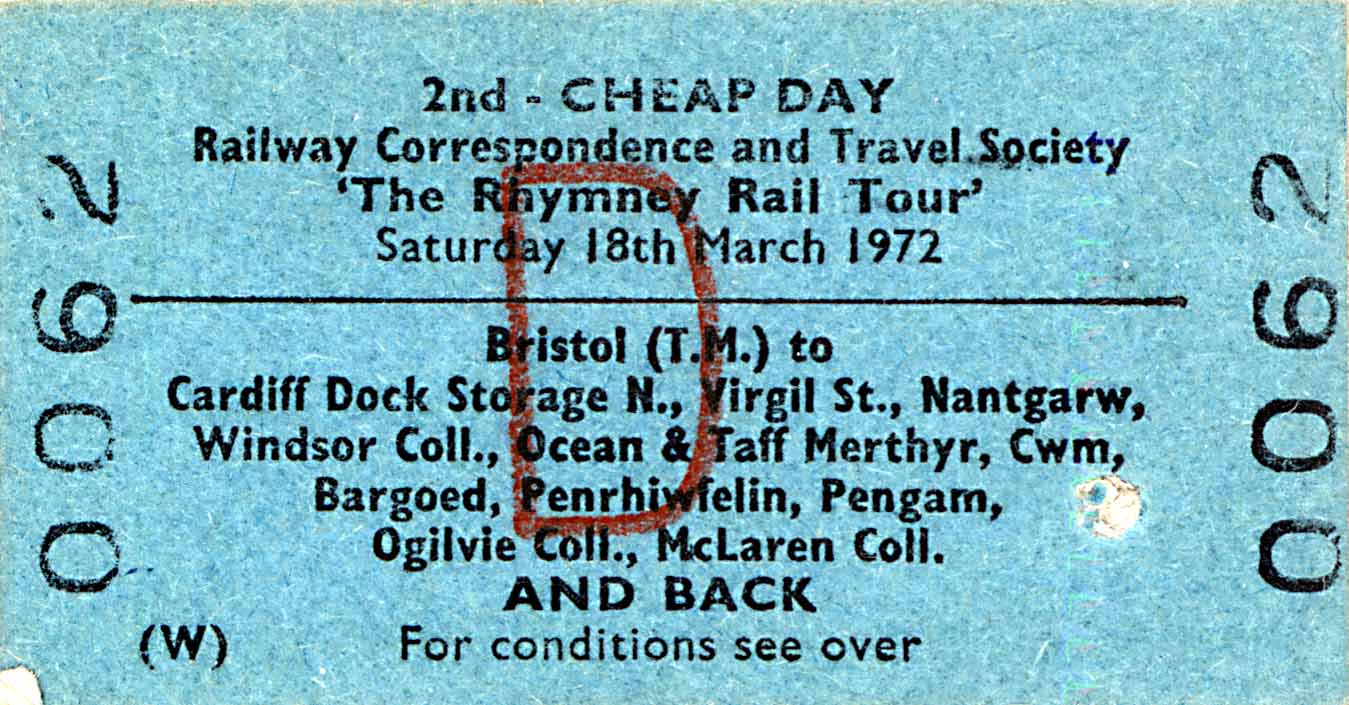 2nd - CHEAP DAY
Railway Correspondence and Travel Society
'The Rhymney Rail Tour'
Saturday 18th March 1972
Bristol (T.M.) to
Cardiff Dock Storage N., Virgil St., Nantgarw,
Windsor Coll., Ocean & Taff Merthyr, Cwm,
Bargoed, Penrhiwfelin, Pengam,
Ogilvie Coll., McLaren Coll.
AND BACK
(W) For conditions see over
0062
0062
D